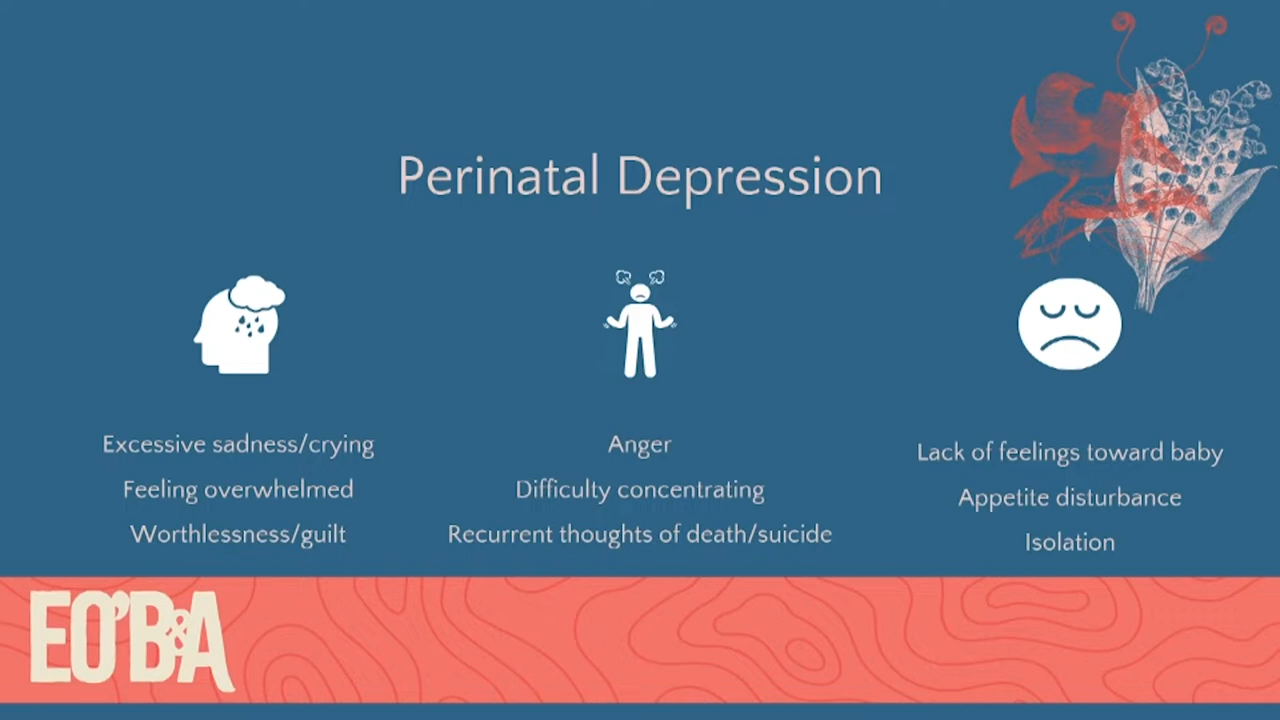 Perinatal Depression
Excessive sadness/crying
Feeling overwhelmed
Worthlessness/guilt
Anger
Difficulty concentrating
Recurrent thoughts of death/suicide
Lack of feelings toward baby
Appetite disturbance
Isolation
EO'B&A